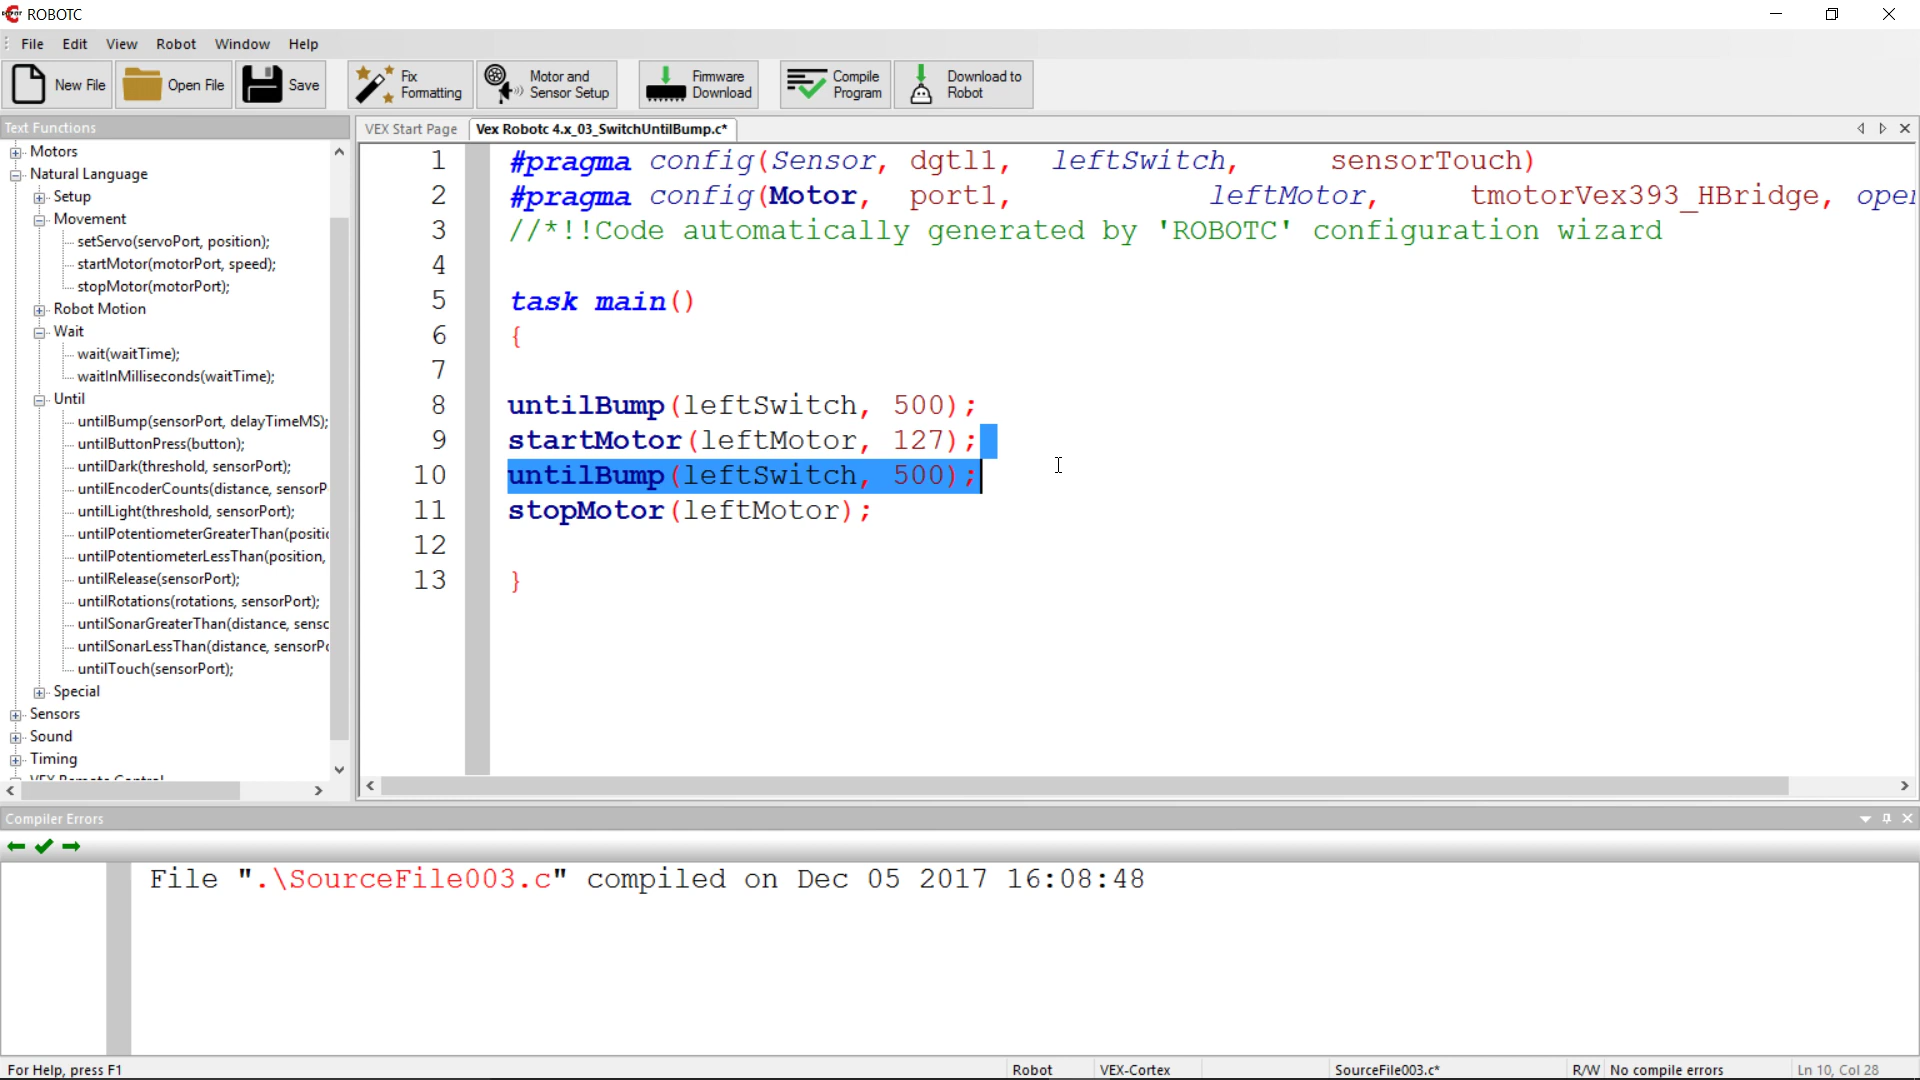 ROBOTC
File Edit View Robot Window Help
New File Open File Save Fix Formatting Motor and Sensor Setup Firmware Download Compile Program Download to Robot
Text Functions
Motors
Natural Language
Setup
Movement
setServo(servoPort, position);
startMotor(motorPort, speed);
stopMotor(motorPort);
Robot Motion
Wait
wait(waitTime);
waitInMilliseconds(waitTime);
Until
untilBump(sensorPort, delayTimeMS);
untilButtonPress(button);
untilDark(threshold, sensorPort);
untilEncoderCounts(distance, sensorP
untilLight(threshold, sensorPort);
untilPotentiometerGreaterThan(positio
untilPotentiometerLessThan(position,
untilRelease(sensorPort);
untilRotations(rotations, sensorPort);
untilSonarGreaterThan(distance, senso
untilSonarLessThan(distance, sensorPo
untilTouch(sensorPort);
Special
Sensors
Sound
Timing
VEX Remote Control
VEX Start Page Vex Robotc 4.x_03_SwitchUntilBump.c*
1 #pragma config(Sensor, dgtl1, leftSwitch, sensorTouch)
2 #pragma config(Motor, port1, leftMotor, tmotorVex393_HBridge, open
3 //*!!Code automatically generated by 'ROBOTC' configuration wizard
4
5 task main()
6 {
7
8 untilBump(leftSwitch, 500);
9 startMotor(leftMotor, 127);
10 untilBump(leftSwitch, 500);
11 stopMotor(leftMotor);
12
13 }
Compiler Errors
File ".\SourceFile003.c" compiled on Dec 05 2017 16:08:48
For Help, press F1 Robot VEX-Cortex SourceFile003.c* R/W No compile errors Ln 10, Col 28